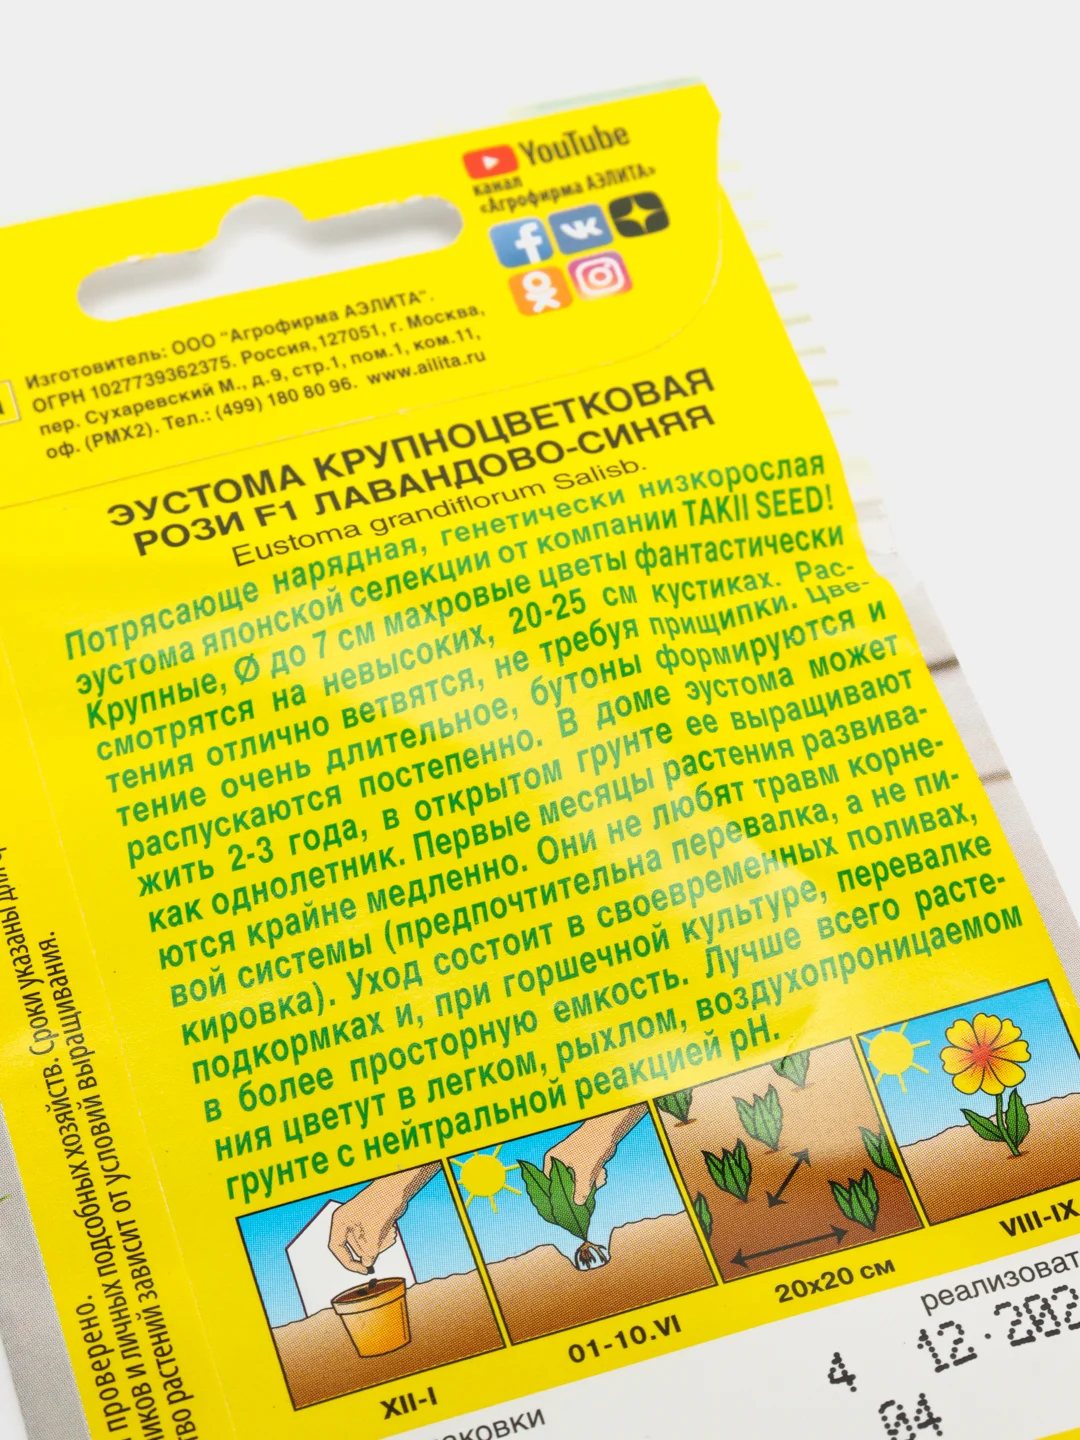 YouTube
канал
«Агрофирма АЭЛИТА»
Изготовитель: ООО "Агрофирма АЭЛИТА".
ОГРН 1027739362375. Россия,127051, г. Москва,
пер. Сухаревский М., д.9, стр.1, пом.1, ком.11,
оф. (РМХ2). Тел.: (499) 180 80 96. www.ailita.ru
ЭУСТОМА КРУПНОЦВЕТКОВАЯ
РОЗИ F1 ЛАВАНДОВО-СИНЯЯ
Eustoma grandiflorum Salisb.
Потрясающе нарядная, генетически низкорослая
эустома японской селекции от компании TAKII SEED!
Крупные, Ø до 7 см махровые цветы фантастически
смотрятся на невысоких, 20-25 см кустиках. Рас-
тения отлично ветвятся, не требуя прищипки. Цве-
тение очень длительное, бутоны формируются и
распускаются постепенно. В доме эустома может
жить 2-3 года, в открытом грунте ее выращивают
как однолетник. Первые месяцы растения развива-
ются крайне медленно. Они не любят травм корне-
вой системы (предпочтительна перевалка, а не пи-
кировка). Уход состоит в своевременных поливах,
подкормках и, при горшечной культуре, перевалке
в более просторную емкость. Лучше всего расте-
ния цветут в легком, рыхлом, воздухопроницаемом
грунте с нейтральной реакцией pH.
XII-I
01-10.VI
20x20 см
VIII-IX
реализоват
4 12.202
04
аковки
проверено.
ников и личных подсобных хозяйств. Сроки указаны для
тво растений зависит от условий выращивания.